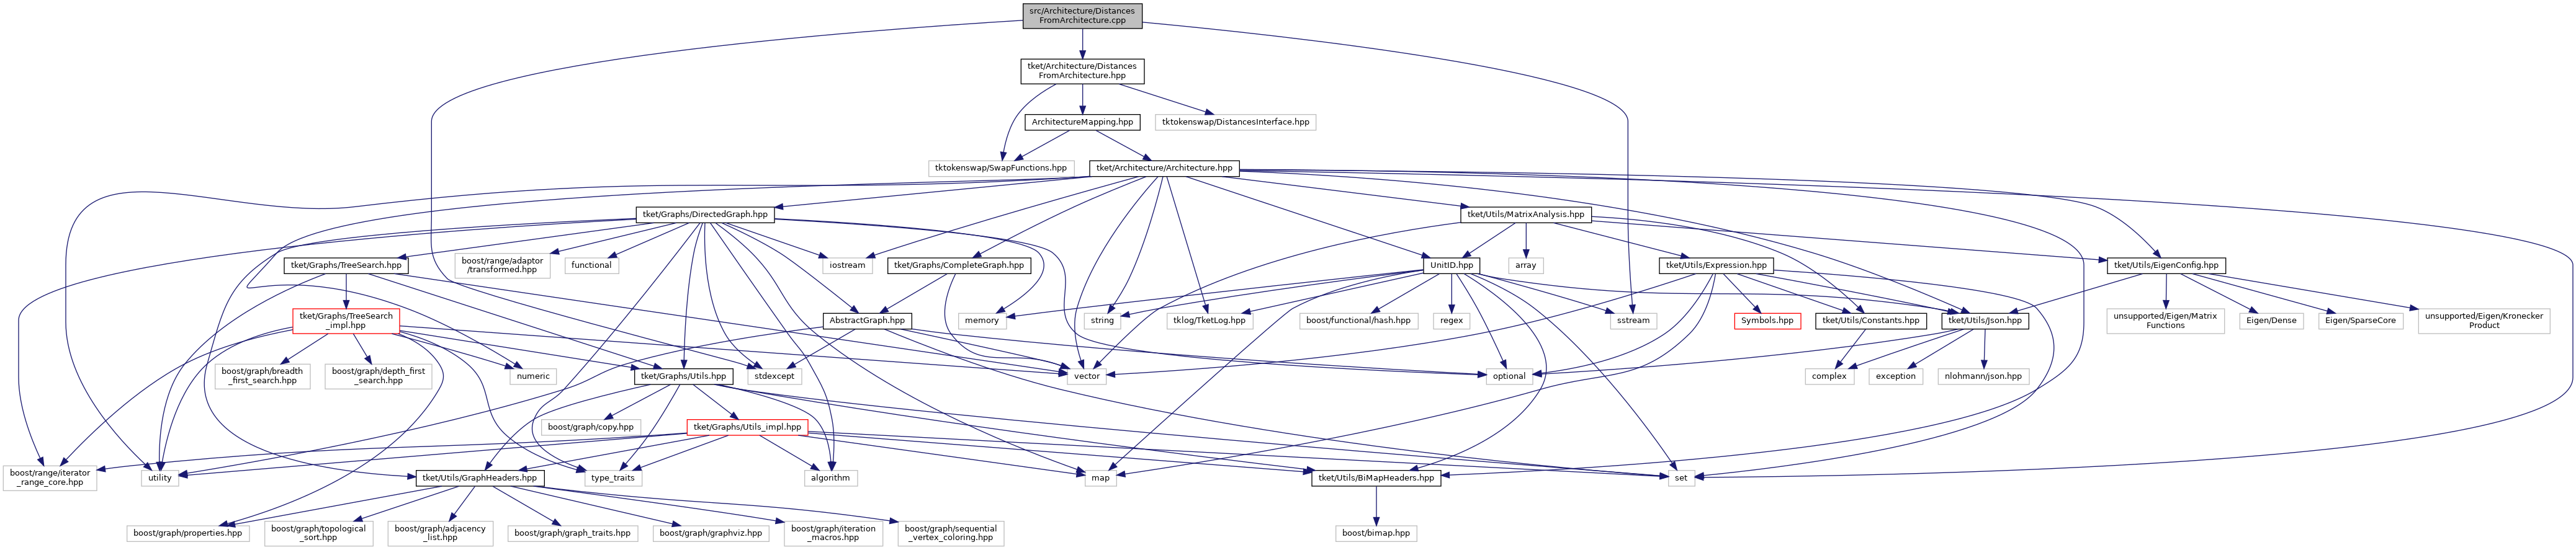 src/Architecture/Distances
FromArchitecture.cpp
tket/Architecture/Distances
FromArchitecture.hpp
ArchitectureMapping.hpp
tktokenswap/DistancesInterface.hpp
tktokenswap/SwapFunctions.hpp
tket/Architecture/Architecture.hpp
tket/Graphs/DirectedGraph.hpp
tket/Utils/MatrixAnalysis.hpp
tket/Graphs/TreeSearch.hpp
boost/range/adaptor
/transformed.hpp
functional
iostream
tket/Graphs/CompleteGraph.hpp
UnitID.hpp
array
tket/Utils/Expression.hpp
tket/Utils/EigenConfig.hpp
tket/Graphs/TreeSearch
_impl.hpp
AbstractGraph.hpp
memory
string
tklog/TketLog.hpp
boost/functional/hash.hpp
regex
sstream
Symbols.hpp
tket/Utils/Constants.hpp
tket/Utils/Json.hpp
unsupported/Eigen/Matrix
Functions
Eigen/Dense
Eigen/SparseCore
unsupported/Eigen/Kronecker
Product
boost/graph/breadth
_first_search.hpp
boost/graph/depth_first
_search.hpp
numeric
tket/Graphs/Utils.hpp
stdexcept
vector
optional
complex
exception
nlohmann/json.hpp
boost/graph/copy.hpp
tket/Graphs/Utils_impl.hpp
boost/range/iterator
_range_core.hpp
utility
tket/Utils/GraphHeaders.hpp
type_traits
algorithm
map
tket/Utils/BiMapHeaders.hpp
set
boost/graph/properties.hpp
boost/graph/topological
_sort.hpp
boost/graph/adjacency
_list.hpp
boost/graph/graph_traits.hpp
boost/graph/graphviz.hpp
boost/graph/iteration
_macros.hpp
boost/graph/sequential
_vertex_coloring.hpp
boost/bimap.hpp